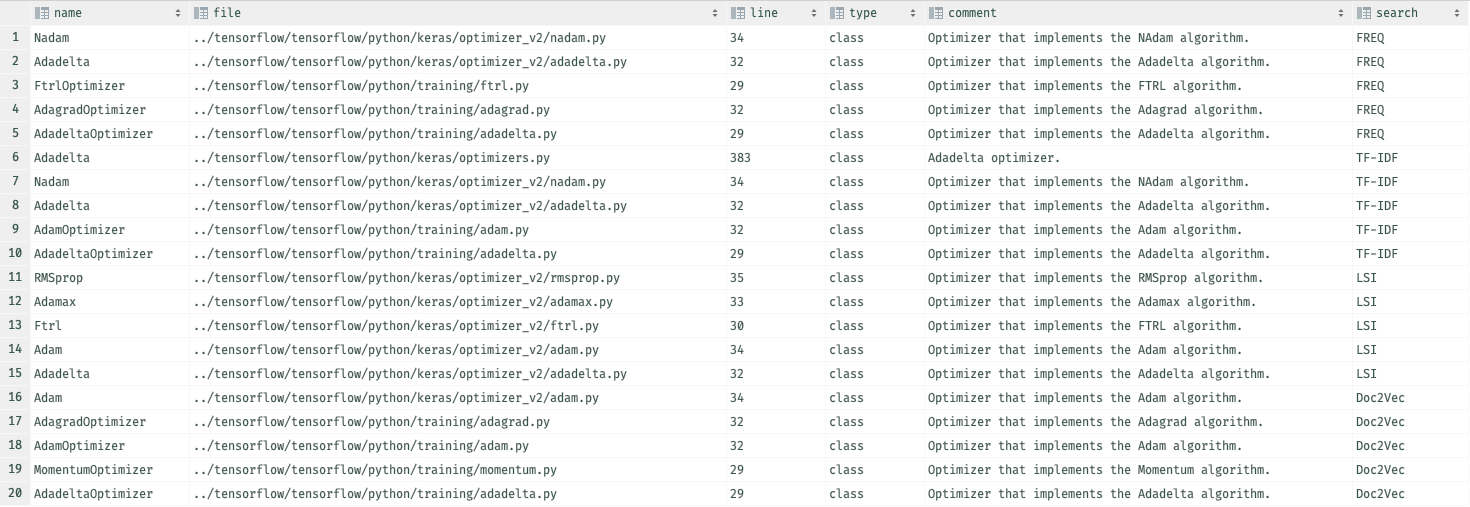 name file line type comment search
1 Nadam ../tensorflow/tensorflow/python/keras/optimizer_v2/nadam.py 34 class Optimizer that implements the NAdam algorithm. FREQ
2 Adadelta ../tensorflow/tensorflow/python/keras/optimizer_v2/adadelta.py 32 class Optimizer that implements the Adadelta algorithm. FREQ
3 FtrlOptimizer ../tensorflow/tensorflow/python/training/ftrl.py 29 class Optimizer that implements the FTRL algorithm. FREQ
4 AdagradOptimizer ../tensorflow/tensorflow/python/training/adagrad.py 32 class Optimizer that implements the Adagrad algorithm. FREQ
5 AdadeltaOptimizer ../tensorflow/tensorflow/python/training/adadelta.py 29 class Optimizer that implements the Adadelta algorithm. FREQ
6 Adadelta ../tensorflow/tensorflow/python/keras/optimizers.py 383 class Adadelta optimizer. TF-IDF
7 Nadam ../tensorflow/tensorflow/python/keras/optimizer_v2/nadam.py 34 class Optimizer that implements the NAdam algorithm. TF-IDF
8 Adadelta ../tensorflow/tensorflow/python/keras/optimizer_v2/adadelta.py 32 class Optimizer that implements the Adadelta algorithm. TF-IDF
9 AdamOptimizer ../tensorflow/tensorflow/python/training/adam.py 32 class Optimizer that implements the Adam algorithm. TF-IDF
10 AdadeltaOptimizer ../tensorflow/tensorflow/python/training/adadelta.py 29 class Optimizer that implements the Adadelta algorithm. TF-IDF
11 RMSprop ../tensorflow/tensorflow/python/keras/optimizer_v2/rmsprop.py 35 class Optimizer that implements the RMSprop algorithm. LSI
12 Adamax ../tensorflow/tensorflow/python/keras/optimizer_v2/adamax.py 33 class Optimizer that implements the Adamax algorithm. LSI
13 Ftrl ../tensorflow/tensorflow/python/keras/optimizer_v2/ftrl.py 30 class Optimizer that implements the FTRL algorithm. LSI
14 Adam ../tensorflow/tensorflow/python/keras/optimizer_v2/adam.py 34 class Optimizer that implements the Adam algorithm. LSI
15 Adadelta ../tensorflow/tensorflow/python/keras/optimizer_v2/adadelta.py 32 class Optimizer that implements the Adadelta algorithm. LSI
16 Adam ../tensorflow/tensorflow/python/keras/optimizer_v2/adam.py 34 class Optimizer that implements the Adam algorithm. Doc2Vec
17 AdagradOptimizer ../tensorflow/tensorflow/python/training/adagrad.py 32 class Optimizer that implements the Adagrad algorithm. Doc2Vec
18 AdamOptimizer ../tensorflow/tensorflow/python/training/adam.py 32 class Optimizer that implements the Adam algorithm. Doc2Vec
19 MomentumOptimizer ../tensorflow/tensorflow/python/training/momentum.py 29 class Optimizer that implements the Momentum algorithm. Doc2Vec
20 AdadeltaOptimizer ../tensorflow/tensorflow/python/training/adadelta.py 29 class Optimizer that implements the Adadelta algorithm. Doc2Vec